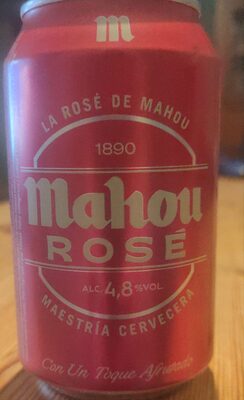 m
LA ROSÉ DE MAHOU
1890
Mahou
ROSÉ
ALC. 4,8 %VOL.
MAESTRÍA CERVECERA
Con Un Toque Afrutado